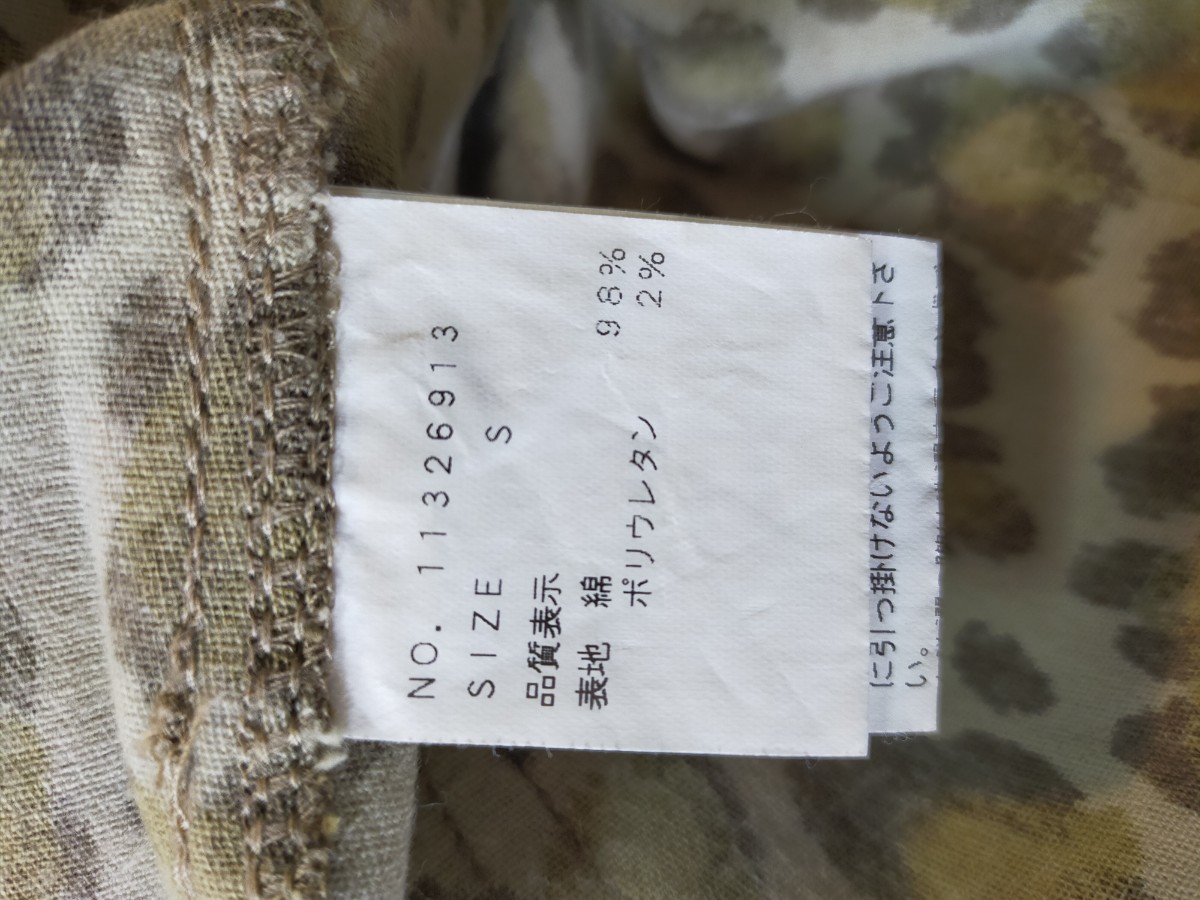 NO. 11326913
SIZE S
品質表示
表地 綿 98%
ポリウレタン 2%
に引っ掛けないようご注意下さ
い。